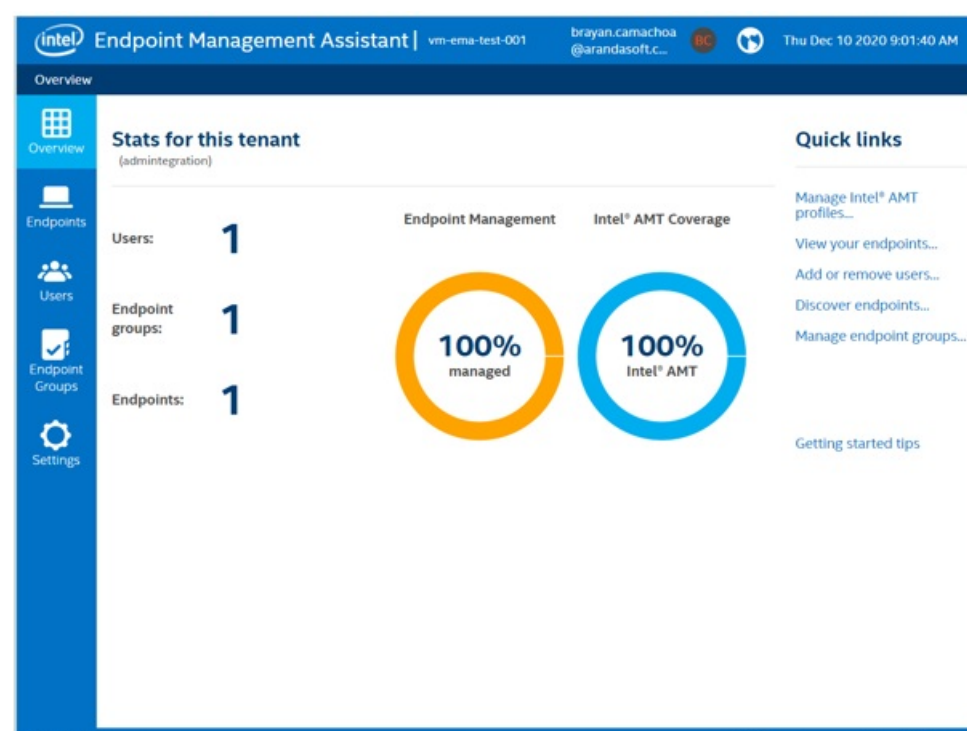 intel Endpoint Management Assistant | vm-ema-test-001
brayan.camachoa
@arandasoft.c...
BC
Thu Dec 10 2020 9:01:40 AM
Overview
Overview
Endpoints
Users
Endpoint
Groups
Settings
Stats for this tenant
(admintegration)
Users: 1
Endpoint
groups: 1
Endpoints: 1
Endpoint Management
100%
managed
Intel® AMT Coverage
100%
Intel® AMT
Quick links
Manage Intel® AMT
profiles...
View your endpoints...
Add or remove users...
Discover endpoints...
Manage endpoint groups...
Getting started tips